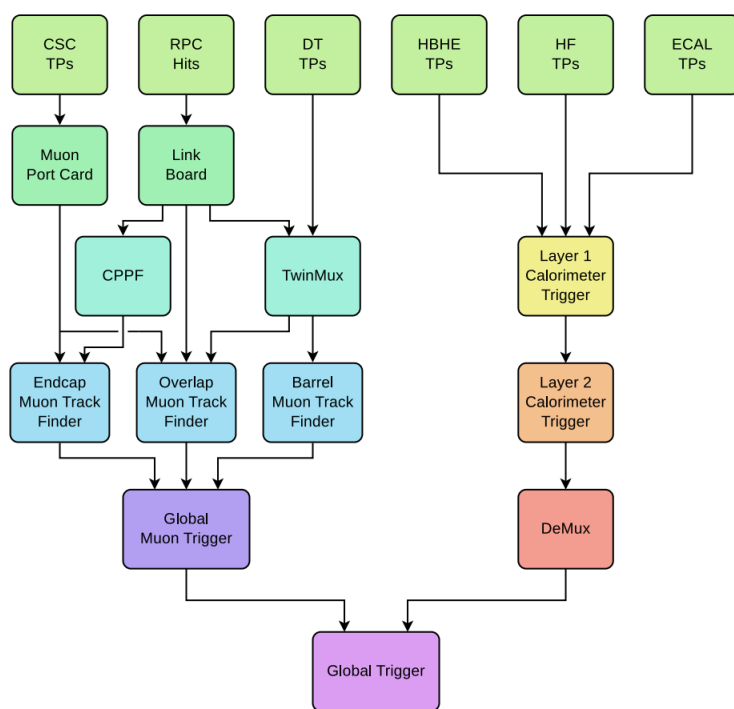 CSC
TPs
RPC
Hits
DT
TPs
HBHE
TPs
HF
TPs
ECAL
TPs
Muon
Port Card
Link
Board
CPPF
TwinMux
Layer 1
Calorimeter
Trigger
Endcap
Muon Track
Finder
Overlap
Muon Track
Finder
Barrel
Muon Track
Finder
Layer 2
Calorimeter
Trigger
Global
Muon Trigger
DeMux
Global Trigger